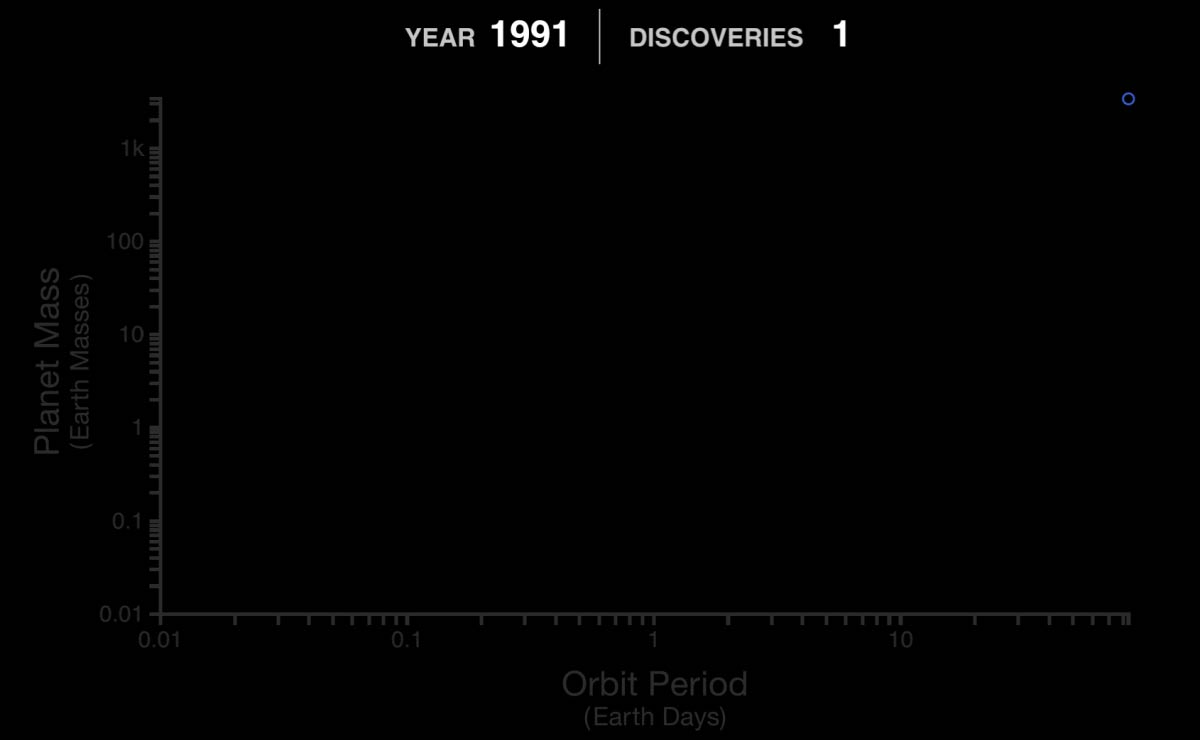 YEAR 1991 DISCOVERIES 1
1k
100
10
1
0.1
0.01
Planet Mass
(Earth Masses)
0.01 0.1 1 10
Orbit Period
(Earth Days)